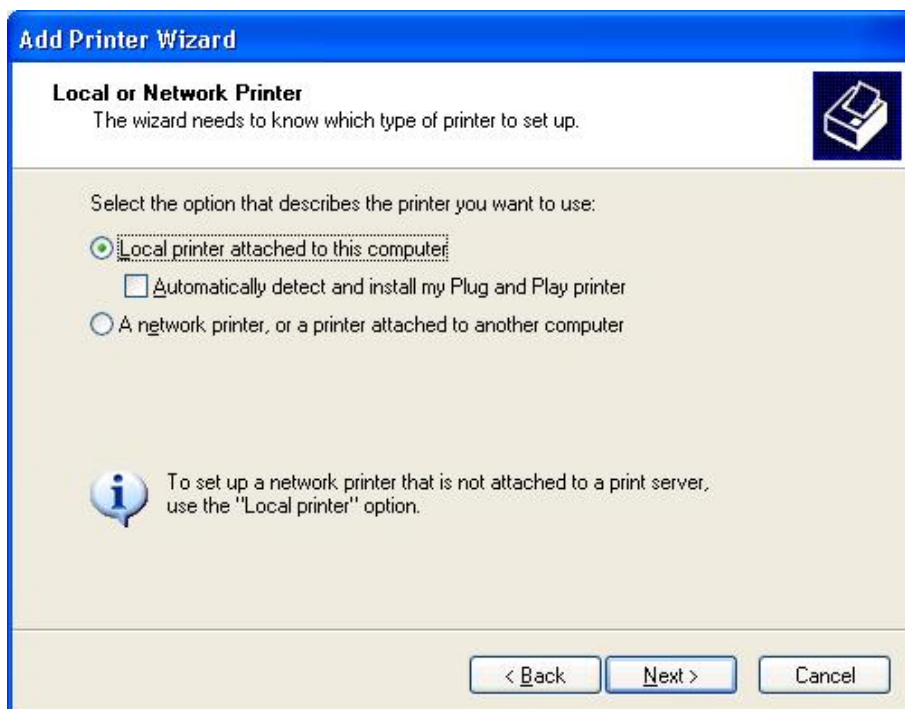 Add Printer Wizard
Local or Network Printer
The wizard needs to know which type of printer to set up.
Select the option that describes the printer you want to use:
Local printer attached to this computer
Automatically detect and install my Plug and Play printer
A network printer, or a printer attached to another computer
To set up a network printer that is not attached to a print server,
use the "Local printer" option.
< Back
Next >
Cancel